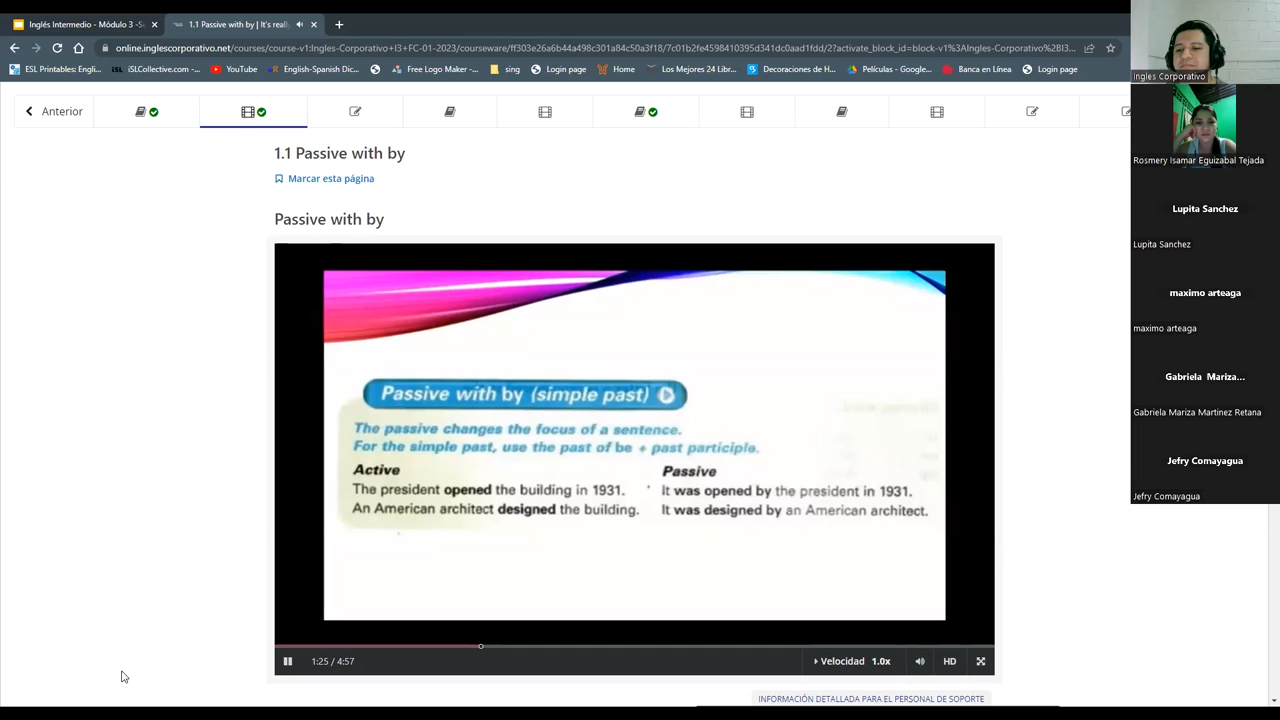 Inglés Intermedio - Módulo 3 -S
1.1 Passive with by | It's reall
online.inglescorporativo.net/courses/course-v1:Ingles-Corporativo+I3+FC-01-2023/courseware/ff303e26a6b44a498c301a84c50a3f18/7c01b2fe4598410395d341dc0aad1fdd/2?activate_block_id=block-v1%3AIngles-Corporativo%2BI3...
ESL Printables: Engli...
iSLCollective.com -...
YouTube
English-Spanish Dic...
Free Logo Maker -...
sing
Login page
Home
Los Mejores 24 Libr...
Decoraciones de H...
Películas - Google...
Banca en Línea
Login page
Anterior
1.1 Passive with by
Marcar esta página
Passive with by
Passive with by (simple past)
The passive changes the focus of a sentence.
For the simple past, use the past of be + past participle.
Active Passive
The president opened the building in 1931. It was opened by the president in 1931.
An American architect designed the building. It was designed by an American architect.
1:25 / 4:57
Velocidad 1.0x
HD
INFORMACIÓN DETALLADA PARA EL PERSONAL DE SOPORTE
Ingles Corporativo
Rosmery Isamar Eguizabal Tejada
Lupita Sanchez
Lupita Sanchez
maximo arteaga
maximo arteaga
Gabriela Mariza...
Gabriela Mariza Martinez Retana
Jefry Comayagua
Jefry Comayagua